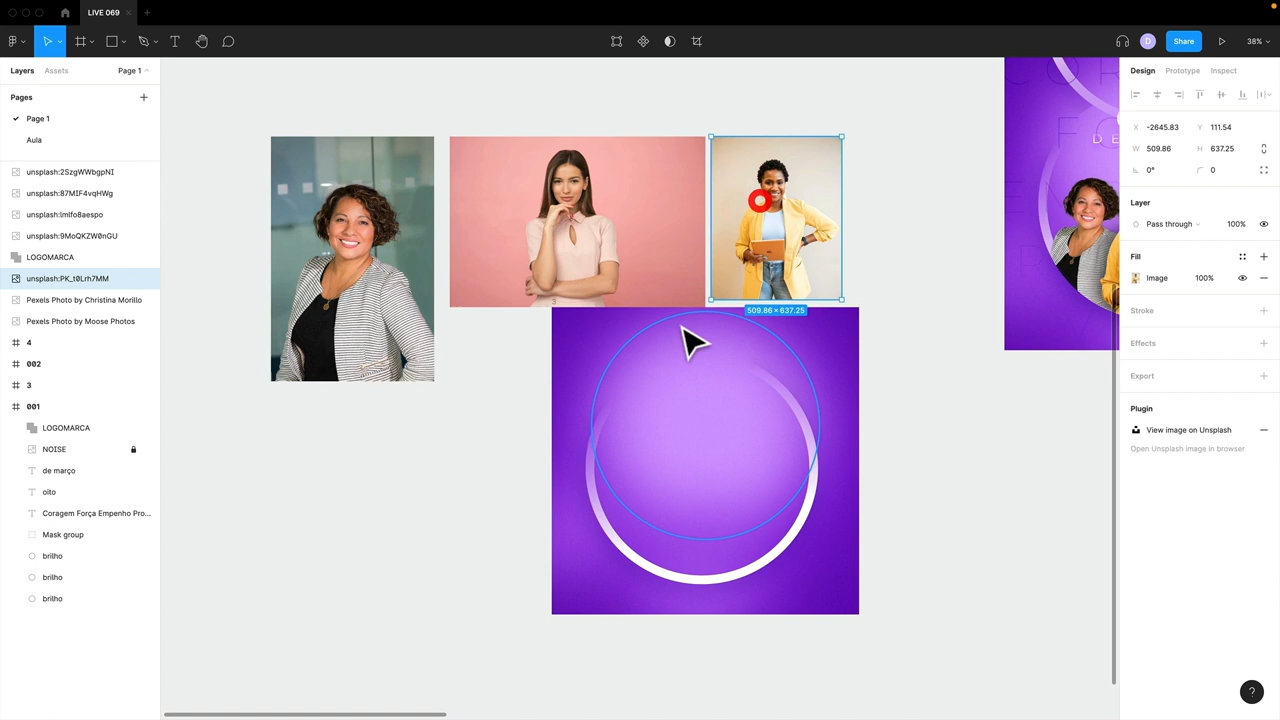 LIVE 069
Share
38%
Layers
Assets
Page 1
Design
Prototype
Inspect
Pages
Page 1
Aula
X -2645.83 Y 111.54
W 509.86 H 637.25
0° 0
unsplash:2SzgWWbgpNI
unsplash:87MIF4vqHWg
unsplash:lmlfo8aespo
unsplash:9MoQKZW0nGU
LOGOMARCA
unsplash:PK_t0Lrh7MM
Pexels Photo by Christina Morillo
Pexels Photo by Moose Photos
4
002
3
001
LOGOMARCA
NOISE
de março
oito
Coragem Força Empenho Pro...
Mask group
brilho
brilho
brilho
3
509.86 × 637.25
D E
Layer
Pass through 100%
Fill
Image 100%
Stroke
Effects
Export
Plugin
View image on Unsplash
Open Unsplash image in browser
?